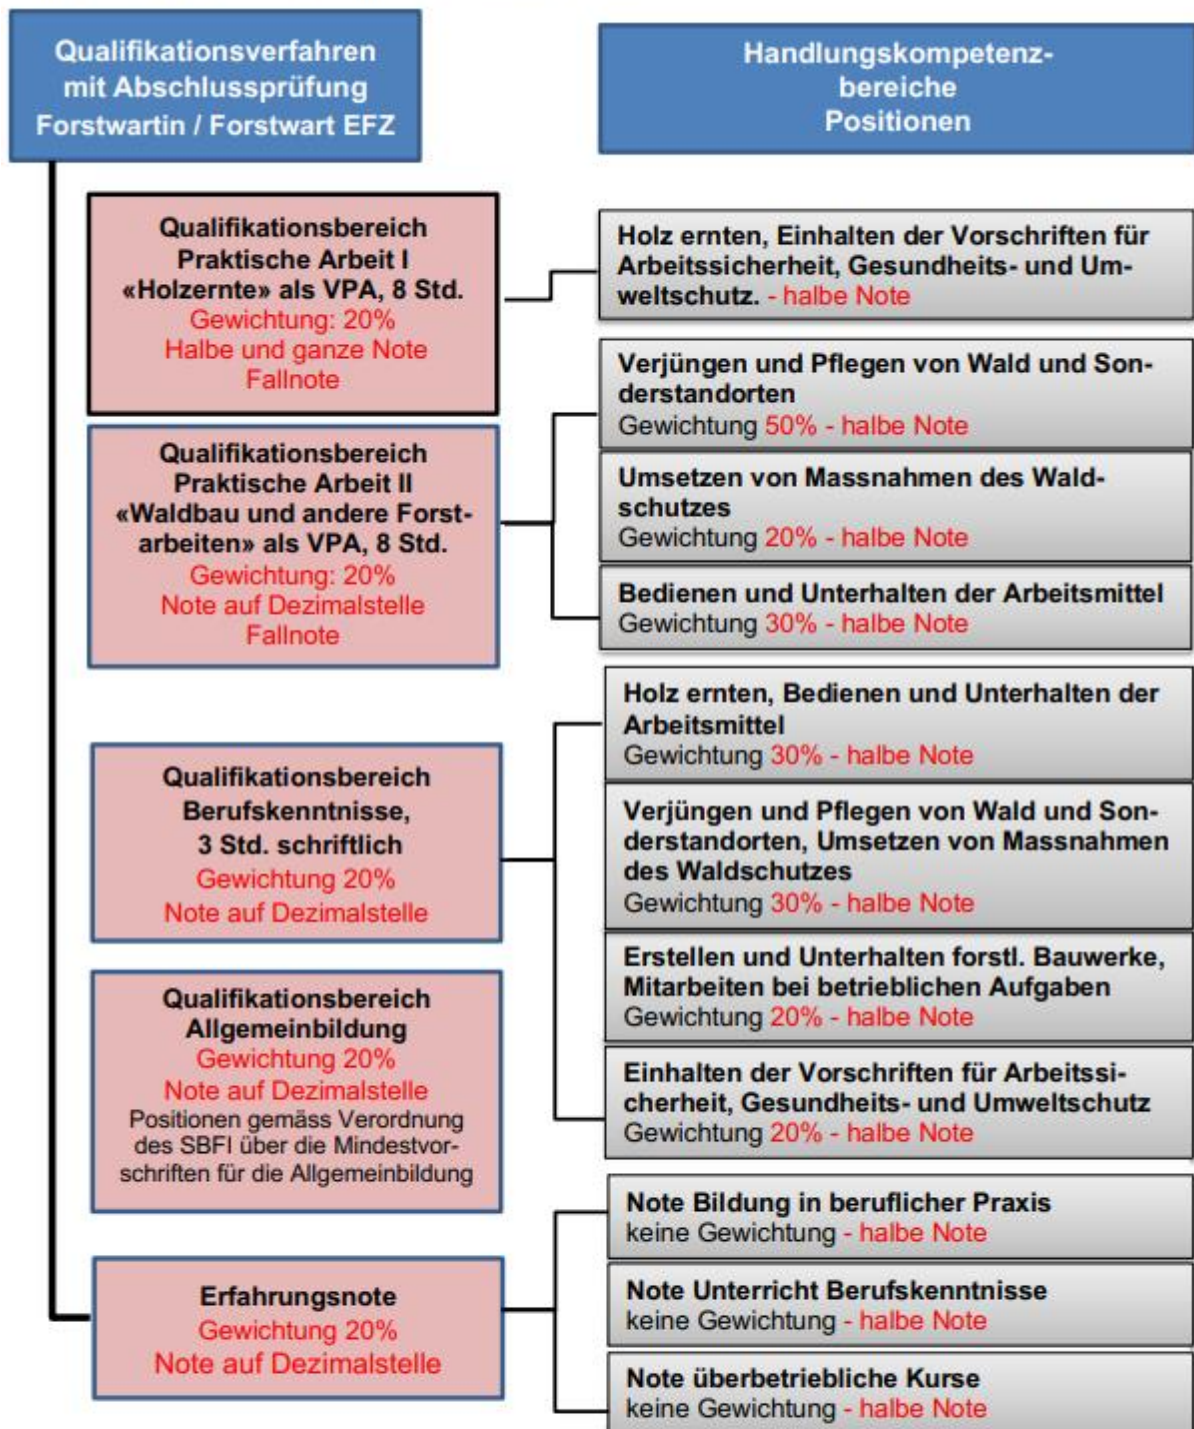 Qualifikationsverfahren
mit Abschlussprüfung
Forstwartin / Forstwart EFZ
Handlungskompetenz-
bereiche
Positionen
Qualifikationsbereich
Praktische Arbeit I
«Holzernte» als VPA, 8 Std.
Gewichtung: 20%
Halbe und ganze Note
Fallnote
Holz ernten, Einhalten der Vorschriften für
Arbeitssicherheit, Gesundheits- und Um-
weltschutz. - halbe Note
Qualifikationsbereich
Praktische Arbeit II
«Waldbau und andere Forst-
arbeiten» als VPA, 8 Std.
Gewichtung: 20%
Note auf Dezimalstelle
Fallnote
Verjüngen und Pflegen von Wald und Son-
derstandorten
Gewichtung 50% - halbe Note
Umsetzen von Massnahmen des Wald-
schutzes
Gewichtung 20% - halbe Note
Bedienen und Unterhalten der Arbeitsmittel
Gewichtung 30% - halbe Note
Qualifikationsbereich
Berufskenntnisse,
3 Std. schriftlich
Gewichtung 20%
Note auf Dezimalstelle
Holz ernten, Bedienen und Unterhalten der
Arbeitsmittel
Gewichtung 30% - halbe Note
Verjüngen und Pflegen von Wald und Son-
derstandorten, Umsetzen von Massnahmen
des Waldschutzes
Gewichtung 30% - halbe Note
Erstellen und Unterhalten forstl. Bauwerke,
Mitarbeiten bei betrieblichen Aufgaben
Gewichtung 20% - halbe Note
Einhalten der Vorschriften für Arbeitssi-
cherheit, Gesundheits- und Umweltschutz
Gewichtung 20% - halbe Note
Qualifikationsbereich
Allgemeinbildung
Gewichtung 20%
Note auf Dezimalstelle
Positionen gemäss Verordnung
des SBFI über die Mindestvor-
schriften für die Allgemeinbildung
Erfahrungsnote
Gewichtung 20%
Note auf Dezimalstelle
Note Bildung in beruflicher Praxis
keine Gewichtung - halbe Note
Note Unterricht Berufskenntnisse
keine Gewichtung - halbe Note
Note überbetriebliche Kurse
keine Gewichtung - halbe Note